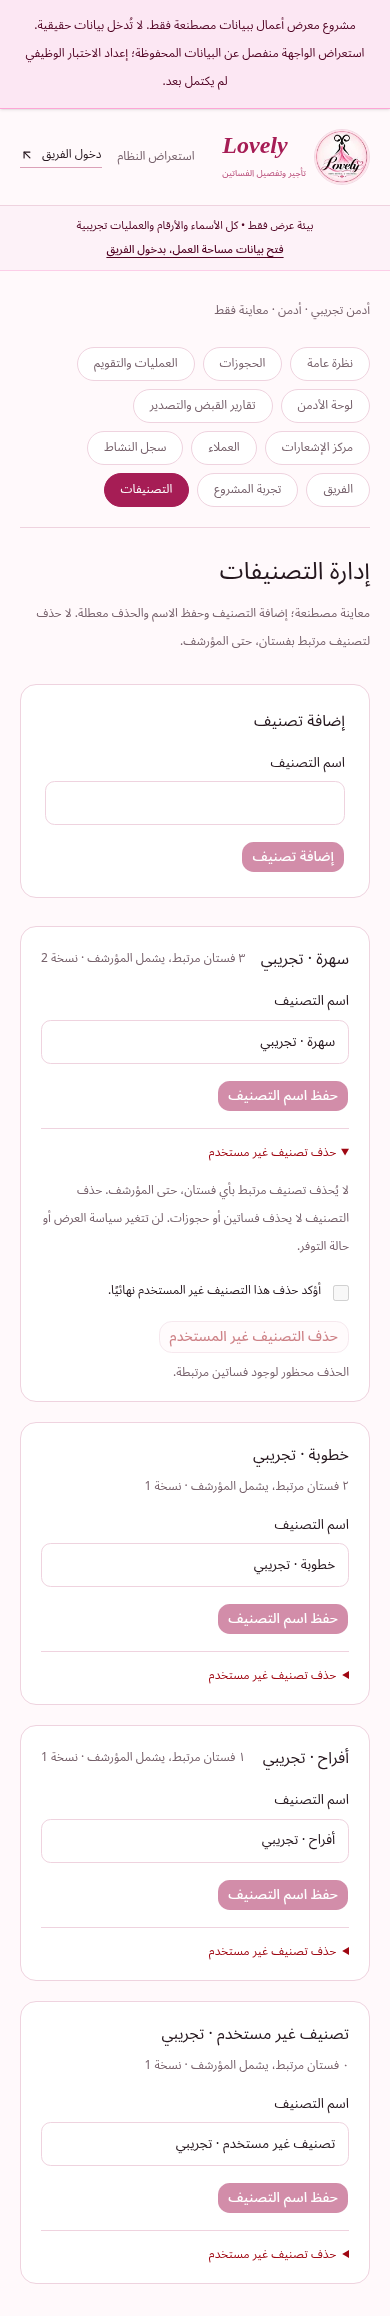 مشروع معرض أعمال ببيانات مصطنعة فقط. لا تُدخل بيانات حقيقية.
استعراض الواجهة منفصل عن البيانات المحفوظة؛ إعداد الاختبار الوظيفي
لم يكتمل بعد.
Lovely
تأجير وتفصيل الفساتين
استعراض النظام
دخول الفريق ↖
بيئة عرض فقط • كل الأسماء والأرقام والعمليات تجريبية
فتح بيانات مساحة العمل، بدخول الفريق
أدمن تجريبي · أدمن · معاينة فقط
نظرة عامة
الحجوزات
العمليات والتقويم
لوحة الأدمن
تقارير القبض والتصدير
مركز الإشعارات
العملاء
سجل النشاط
الفريق
تجربة المشروع
التصنيفات
إدارة التصنيفات
معاينة مصطنعة؛ إضافة التصنيف وحفظ الاسم والحذف معطلة. لا حذف
لتصنيف مرتبط بفستان، حتى المؤرشف.
إضافة تصنيف
اسم التصنيف
إضافة تصنيف
سهرة · تجريبي
٣ فستان مرتبط، يشمل المؤرشف · نسخة 2
اسم التصنيف
سهرة · تجريبي
حفظ اسم التصنيف
حذف تصنيف غير مستخدم
لا يُحذف تصنيف مرتبط بأي فستان، حتى المؤرشف. حذف
التصنيف لا يحذف فساتين أو حجوزات. لن تتغير سياسة العرض أو
حالة التوفر.
أؤكد حذف هذا التصنيف غير المستخدم نهائيًا.
حذف التصنيف غير المستخدم
الحذف محظور لوجود فساتين مرتبطة.
خطوبة · تجريبي
٢ فستان مرتبط، يشمل المؤرشف · نسخة 1
اسم التصنيف
خطوبة · تجريبي
حفظ اسم التصنيف
حذف تصنيف غير مستخدم
أفراح · تجريبي
١ فستان مرتبط، يشمل المؤرشف · نسخة 1
اسم التصنيف
أفراح · تجريبي
حفظ اسم التصنيف
حذف تصنيف غير مستخدم
تصنيف غير مستخدم · تجريبي
٠ فستان مرتبط، يشمل المؤرشف · نسخة 1
اسم التصنيف
تصنيف غير مستخدم · تجريبي
حفظ اسم التصنيف
حذف تصنيف غير مستخدم